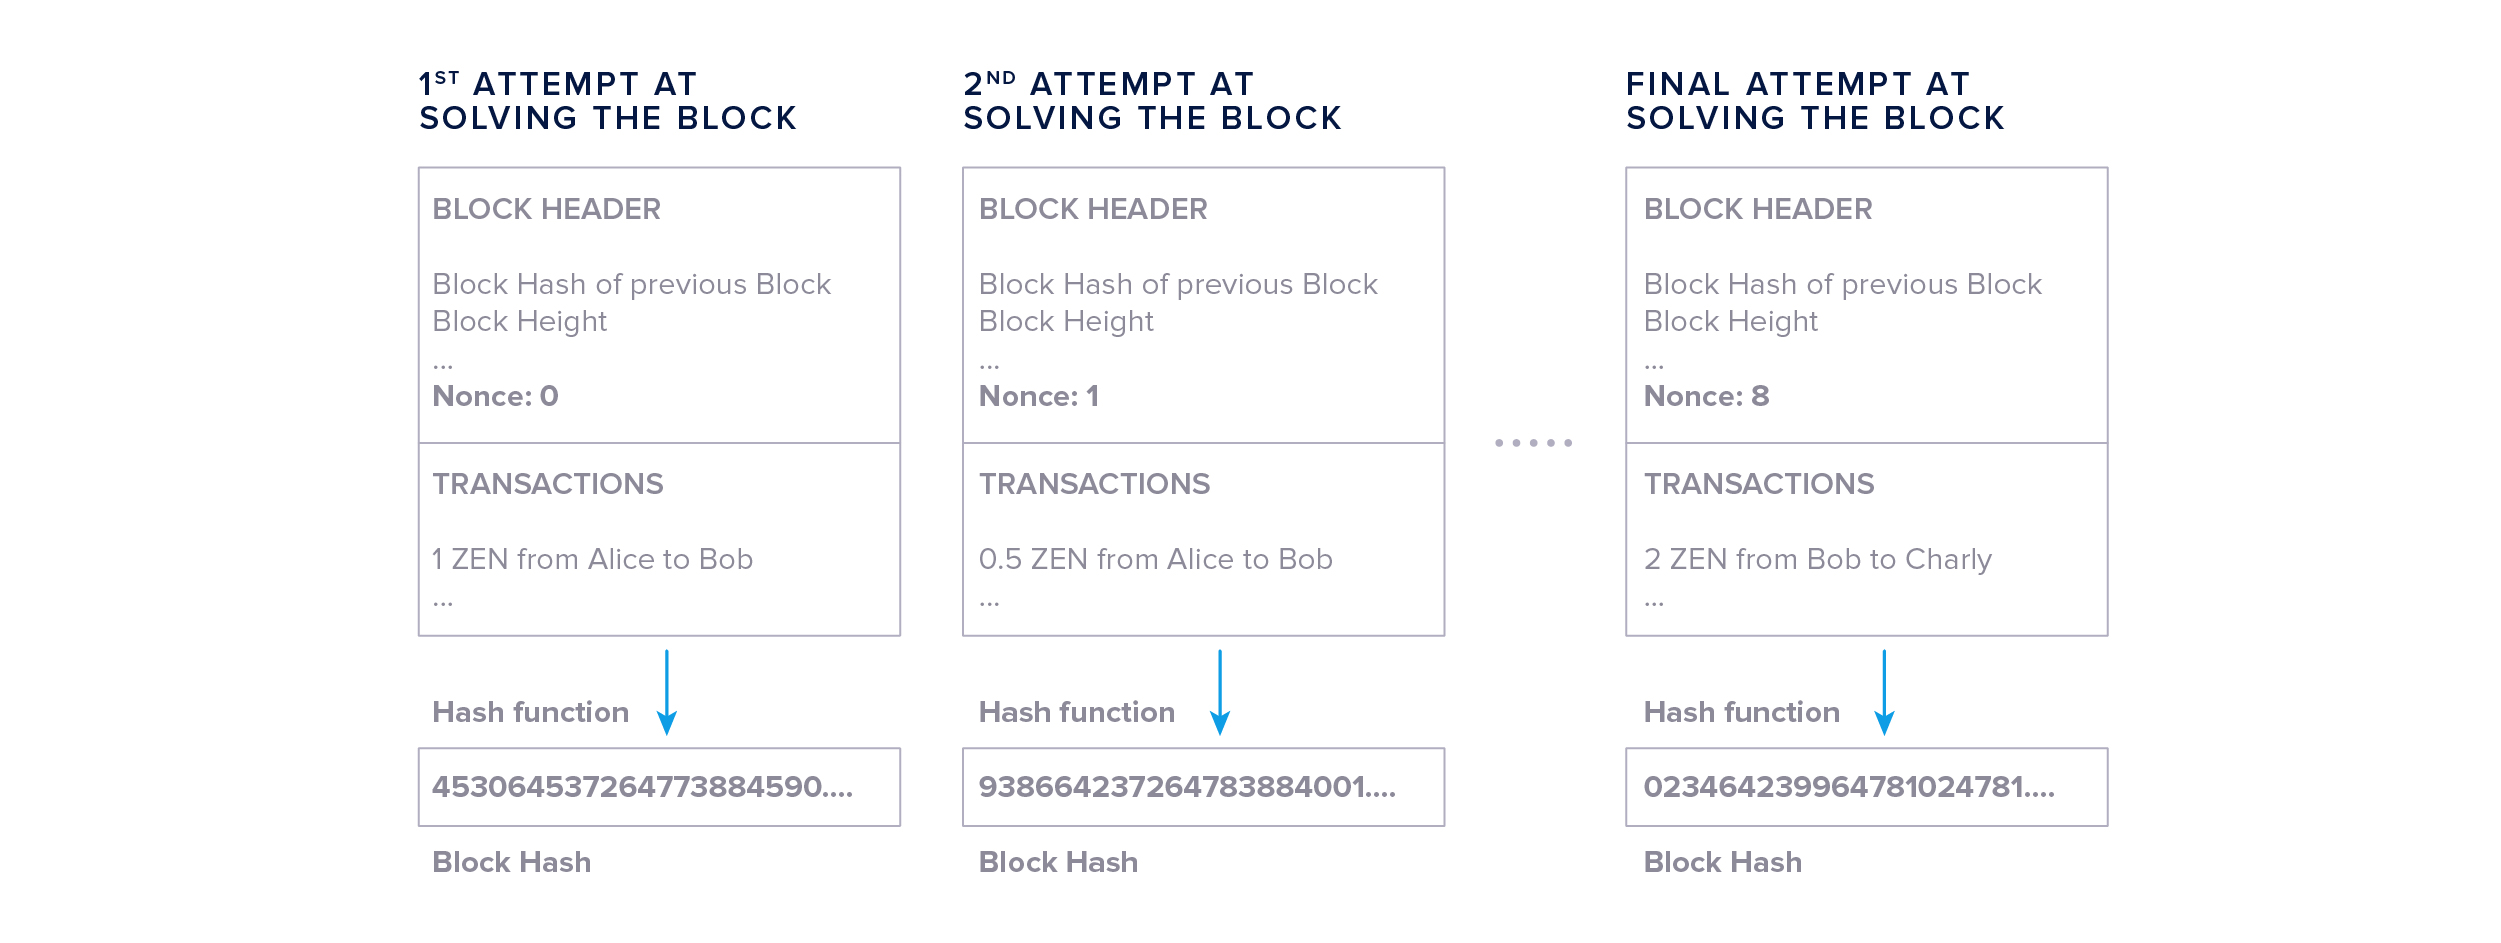 1ST ATTEMPT AT
SOLVING THE BLOCK
BLOCK HEADER
Block Hash of previous Block
Block Height
...
Nonce: 0
TRANSACTIONS
1 ZEN from Alice to Bob
...
Hash function
453064537264773884590....
Block Hash
2ND ATTEMPT AT
SOLVING THE BLOCK
BLOCK HEADER
Block Hash of previous Block
Block Height
...
Nonce: 1
TRANSACTIONS
0.5 ZEN from Alice to Bob
...
Hash function
938664237264783884001....
Block Hash
.....
FINAL ATTEMPT AT
SOLVING THE BLOCK
BLOCK HEADER
Block Hash of previous Block
Block Height
...
Nonce: 8
TRANSACTIONS
2 ZEN from Bob to Charly
...
Hash function
023464239964781024781....
Block Hash